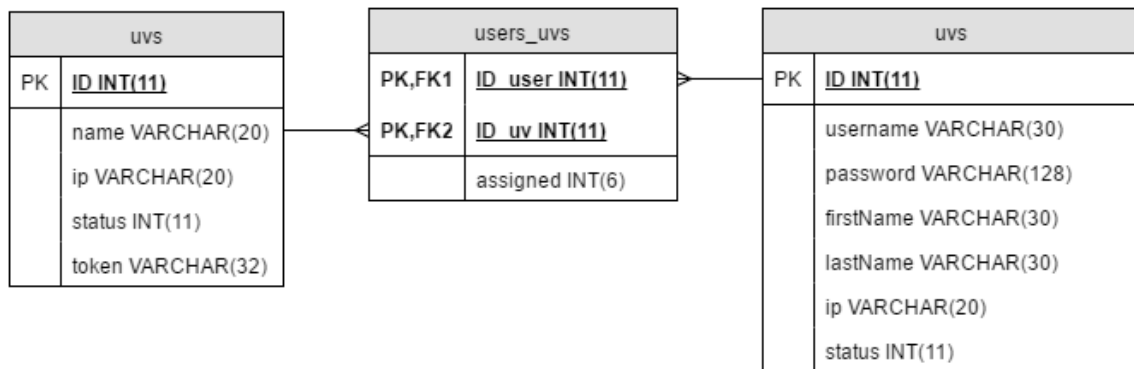 uvs
PK ID INT(11)
name VARCHAR(20)
ip VARCHAR(20)
status INT(11)
token VARCHAR(32)
users_uvs
PK,FK1 ID_user INT(11)
PK,FK2 ID_uv INT(11)
assigned INT(6)
uvs
PK ID INT(11)
username VARCHAR(30)
password VARCHAR(128)
firstName VARCHAR(30)
lastName VARCHAR(30)
ip VARCHAR(20)
status INT(11)